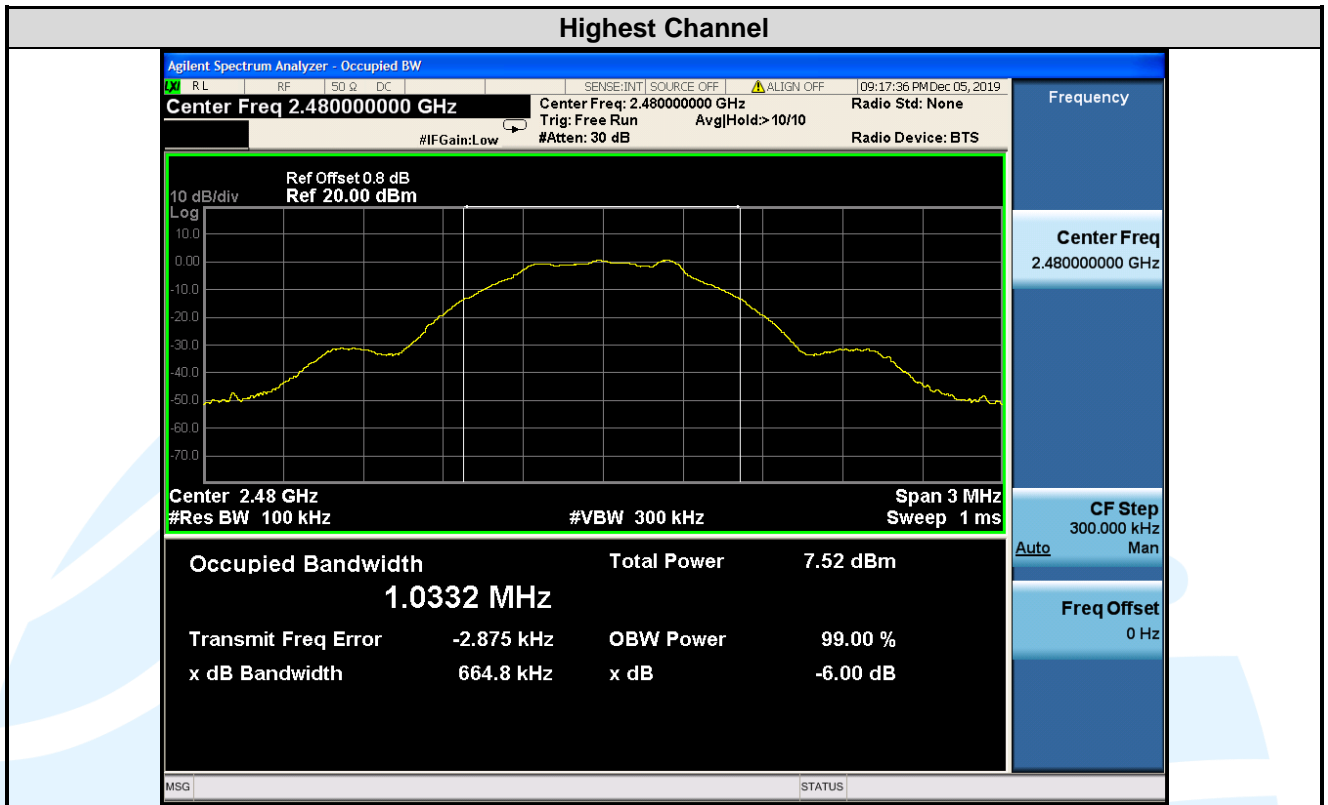 Highest Channel
Agilent Spectrum Analyzer - Occupied BW
LXI RL RF 50 Ω DC SENSE:INT SOURCE OFF ALIGN OFF 09:17:36 PM Dec 05, 2019
Center Freq 2.480000000 GHz
Center Freq: 2.480000000 GHz
Radio Std: None
Trig: Free Run
Avg|Hold:>10/10
#IFGain:Low
#Atten: 30 dB
Radio Device: BTS
Frequency
Ref Offset 0.8 dB
10 dB/div
Ref 20.00 dBm
Log
10.0
0.00
-10.0
-20.0
-30.0
-40.0
-50.0
-60.0
-70.0
Center 2.48 GHz
Span 3 MHz
#Res BW 100 kHz
#VBW 300 kHz
Sweep 1 ms
Center Freq
2.480000000 GHz
CF Step
300.000 kHz
Auto Man
Freq Offset
0 Hz
Occupied Bandwidth
Total Power 7.52 dBm
1.0332 MHz
Transmit Freq Error -2.875 kHz
OBW Power 99.00 %
x dB Bandwidth 664.8 kHz
x dB -6.00 dB
MSG
STATUS